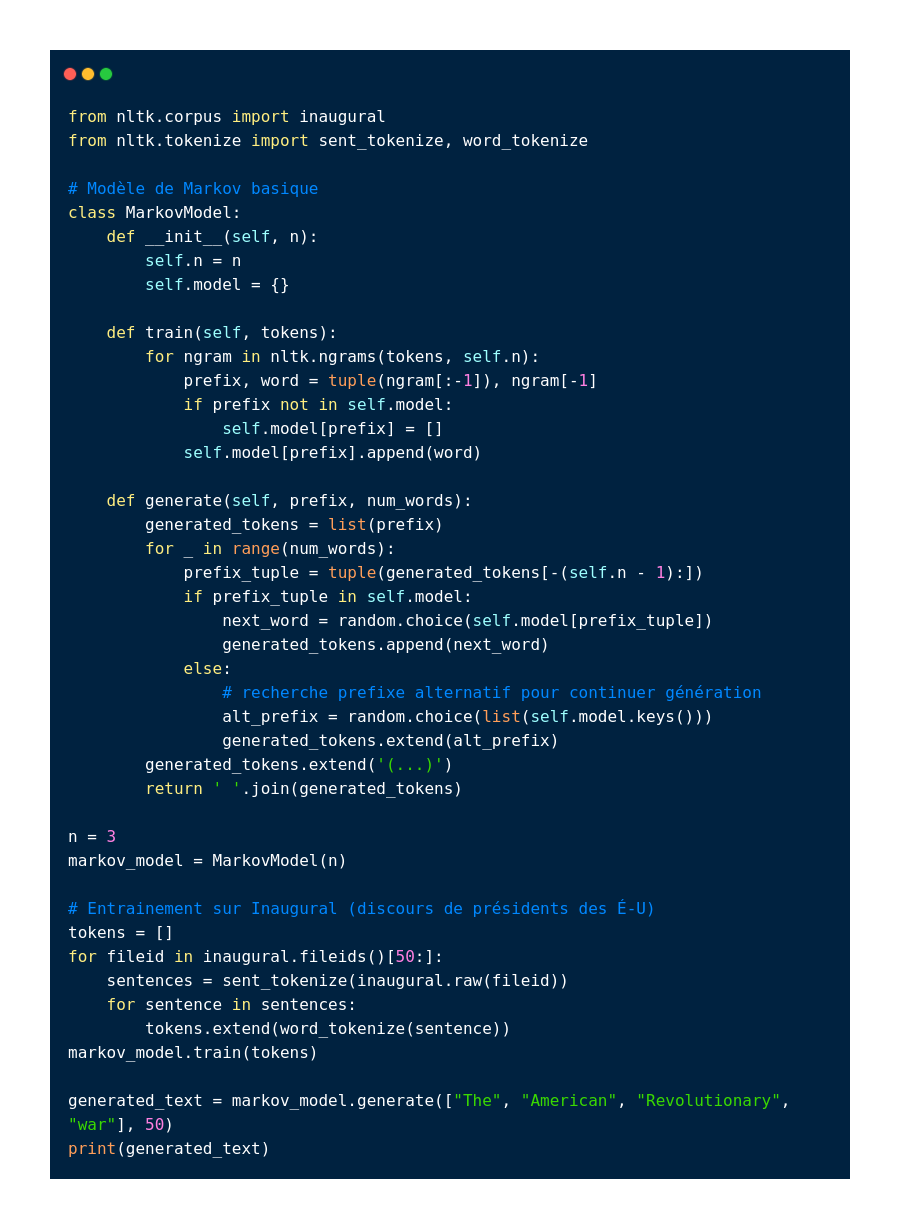 from nltk.corpus import inaugural
from nltk.tokenize import sent_tokenize, word_tokenize

# Modèle de Markov basique
class MarkovModel:
    def __init__(self, n):
        self.n = n
        self.model = {}

    def train(self, tokens):
        for ngram in nltk.ngrams(tokens, self.n):
            prefix, word = tuple(ngram[:-1]), ngram[-1]
            if prefix not in self.model:
                self.model[prefix] = []
            self.model[prefix].append(word)

    def generate(self, prefix, num_words):
        generated_tokens = list(prefix)
        for _ in range(num_words):
            prefix_tuple = tuple(generated_tokens[-(self.n - 1):])
            if prefix_tuple in self.model:
                next_word = random.choice(self.model[prefix_tuple])
                generated_tokens.append(next_word)
            else:
                # recherche prefixe alternatif pour continuer génération
                alt_prefix = random.choice(list(self.model.keys()))
                generated_tokens.extend(alt_prefix)
        generated_tokens.extend('(...)')
        return ' '.join(generated_tokens)

n = 3
markov_model = MarkovModel(n)

# Entrainement sur Inaugural (discours de présidents des É-U)
tokens = []
for fileid in inaugural.fileids()[50:]:
    sentences = sent_tokenize(inaugural.raw(fileid))
    for sentence in sentences:
        tokens.extend(word_tokenize(sentence))
markov_model.train(tokens)

generated_text = markov_model.generate(["The", "American", "Revolutionary",
"war"], 50)
print(generated_text)